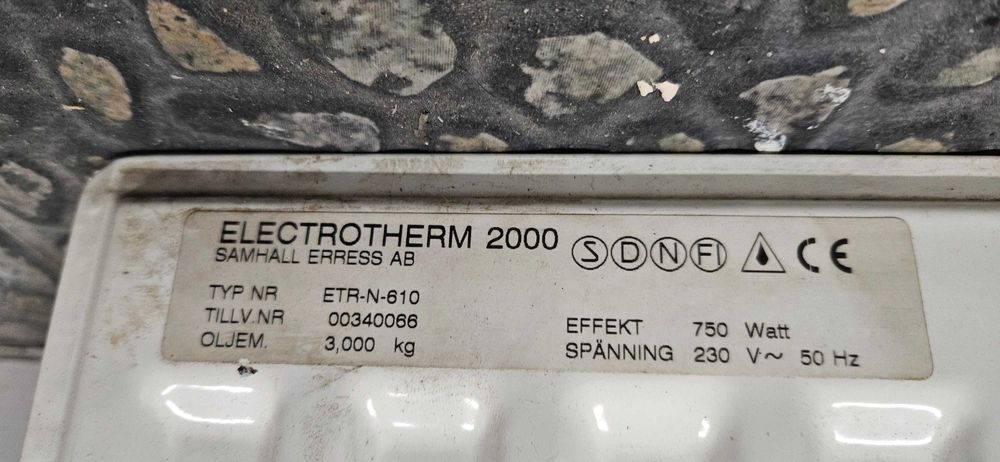 ELECTROTHERM 2000
SAMHALL ERRESS AB
S D N FI CE
TYP NR ETR-N-610
TILLV.NR 00340066
OLJEM. 3,000 kg
EFFEKT 750 Watt
SPÄNNING 230 V~ 50 Hz